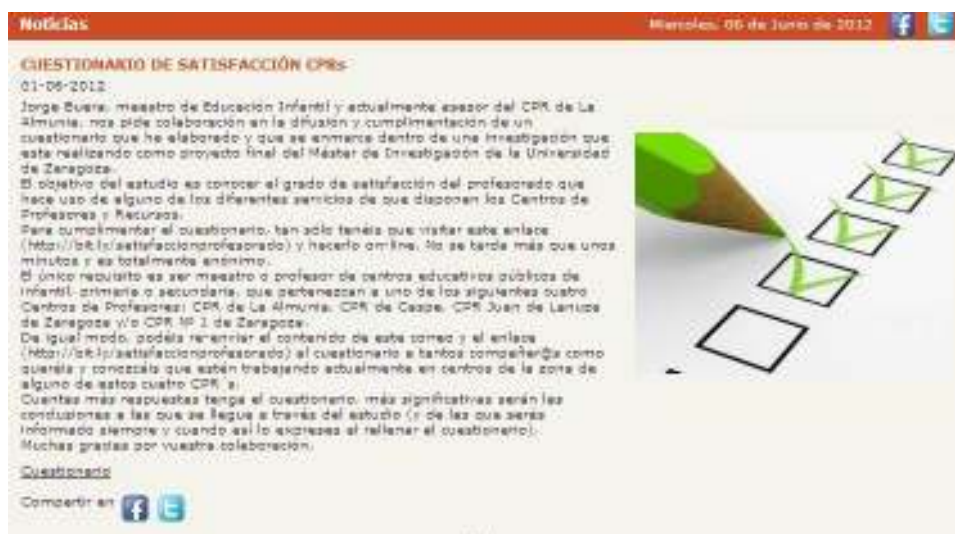 Noticias
Miercoles, 06 de Junio de 2012
CUESTIONARIO DE SATISFACCIÓN CPRs
01-06-2012
Jorge Buera, maestro de Educación Infantil y actualmente asesor del CPR de La
Almunia, nos pide colaboración en la difusión y cumplimentación de un
cuestionario que ha elaborado y que se enmarca dentro de una investigación que
esta realizando como proyecto final del Máster de Investigación de la Universidad
de Zaragoza.
El objetivo del estudio es conocer el grado de satisfacción del profesorado que
hace uso de alguno de los diferentes servicios de que disponen los Centros de
Profesores y Recursos.
Para cumplimentar el cuestionario, tan sólo tenéis que visitar este enlace
(http://bit.ly/satisfaccionprofesorado) y hacerlo on-line. No se tarda más que unos
minutos y es totalmente anónimo.
El único requisito es ser maestro o profesor de centros educativos públicos de
infantil, primaria o secundaria, que pertenezcan a uno de los siguientes cuatro
Centros de Profesores: CPR de La Almunia, CPR de Caspe, CPR Juan de Lanuza
de Zaragoza y/o CPR Nº 1 de Zaragoza.
De igual modo, podéis re-enviar el contenido de este correo y el enlace
(http://bit.ly/satisfaccionprofesorado) al cuestionario a tantos compañer@s como
queráis y conozcáis que estén trabajando actualmente en centros de la zona de
alguno de estos cuatro CPR´s.
Cuantas más respuestas tenga el cuestionario, más significativas serán las
conclusiones a las que se llegue a través del estudio (y de las que serás
informado siempre y cuando así lo expreses al rellenar el cuestionario).
Muchas gracias por vuestra colaboración.
Cuestionario
Compartir en